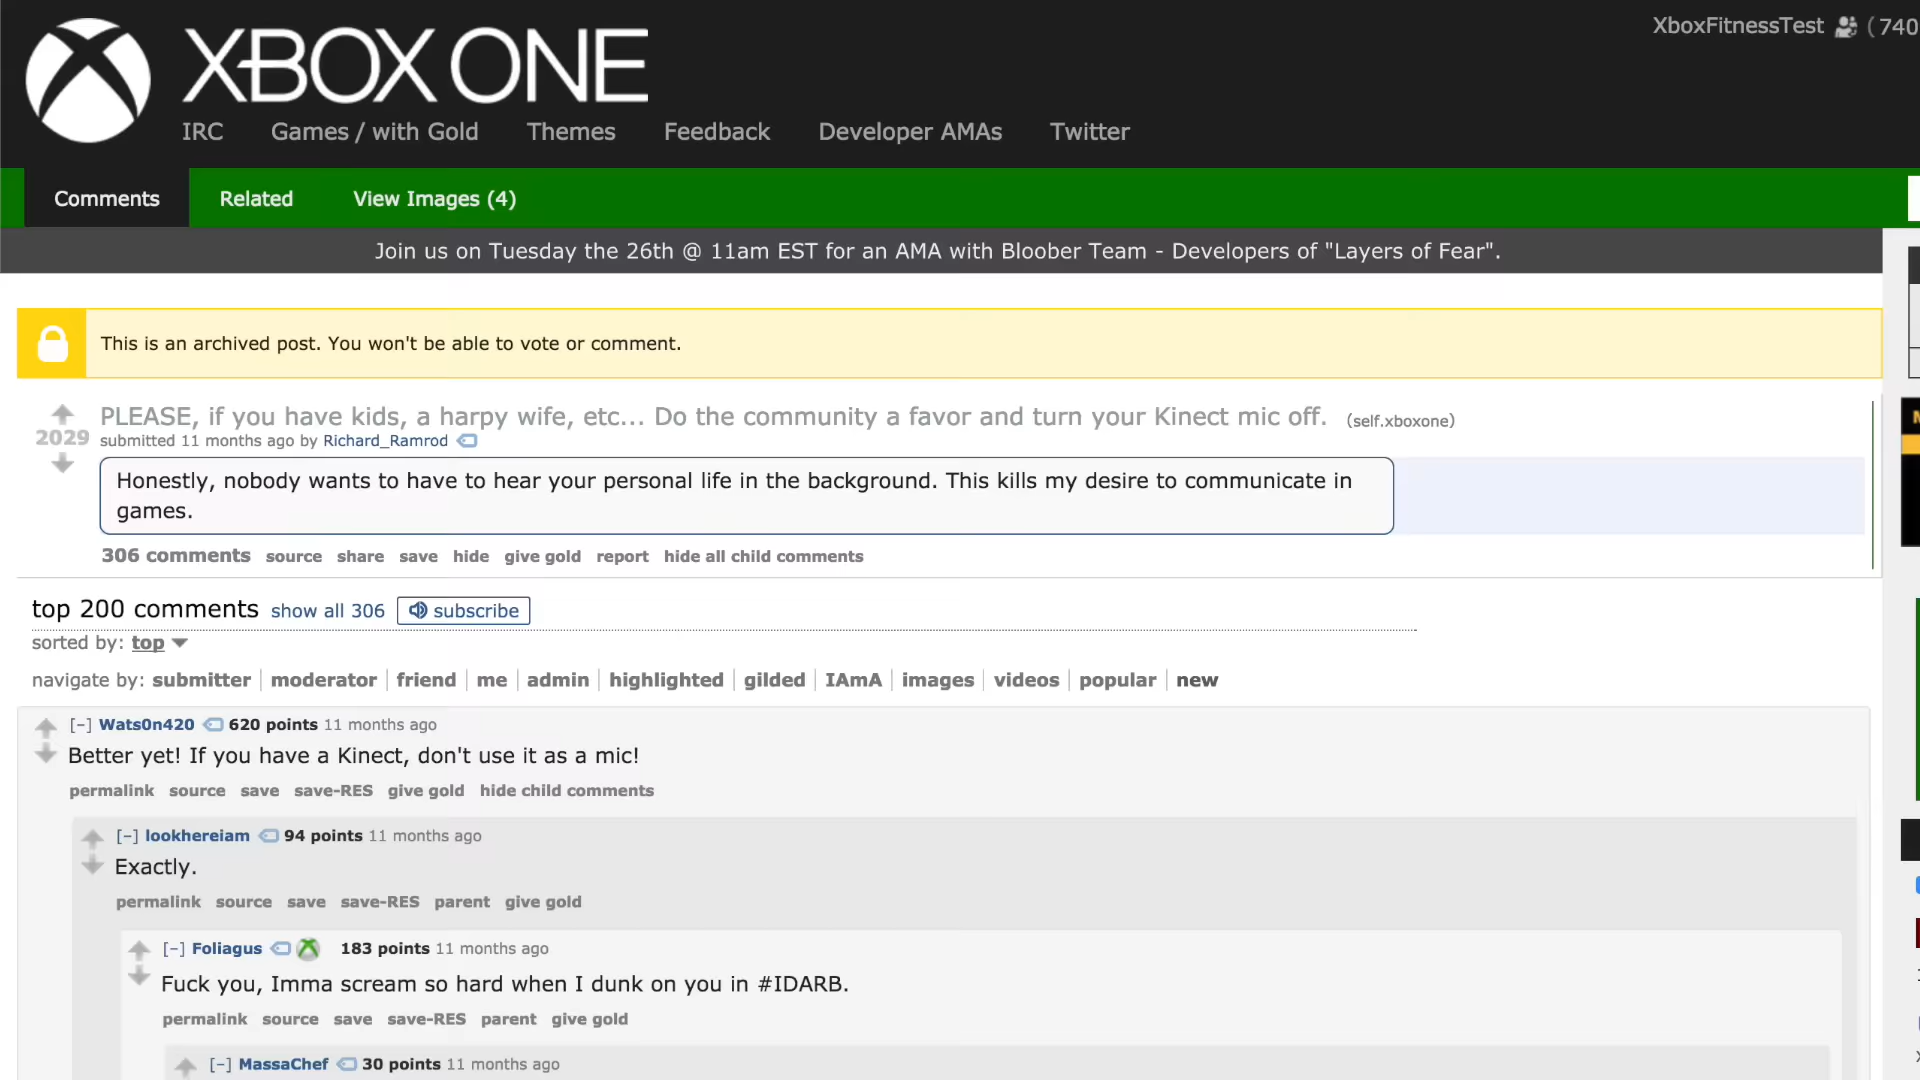 XBOX ONE
XboxFitnessTest (740
IRC Games / with Gold Themes Feedback Developer AMAs Twitter
Comments Related View Images (4)
Join us on Tuesday the 26th @ 11am EST for an AMA with Bloober Team - Developers of "Layers of Fear".
This is an archived post. You won't be able to vote or comment.
PLEASE, if you have kids, a harpy wife, etc... Do the community a favor and turn your Kinect mic off. (self.xboxone)
2029
submitted 11 months ago by Richard_Ramrod
Honestly, nobody wants to have to hear your personal life in the background. This kills my desire to communicate in
games.
306 comments source share save hide give gold report hide all child comments
top 200 comments show all 306 subscribe
sorted by: top
navigate by: submitter moderator friend me admin highlighted gilded IAmA images videos popular new
[–] Wats0n420 620 points 11 months ago
Better yet! If you have a Kinect, don't use it as a mic!
permalink source save save-RES give gold hide child comments
[–] lookhereiam 94 points 11 months ago
Exactly.
permalink source save save-RES parent give gold
[–] Foliagus 183 points 11 months ago
Fuck you, Imma scream so hard when I dunk on you in #IDARB.
permalink source save save-RES parent give gold
[–] MassaChef 30 points 11 months ago